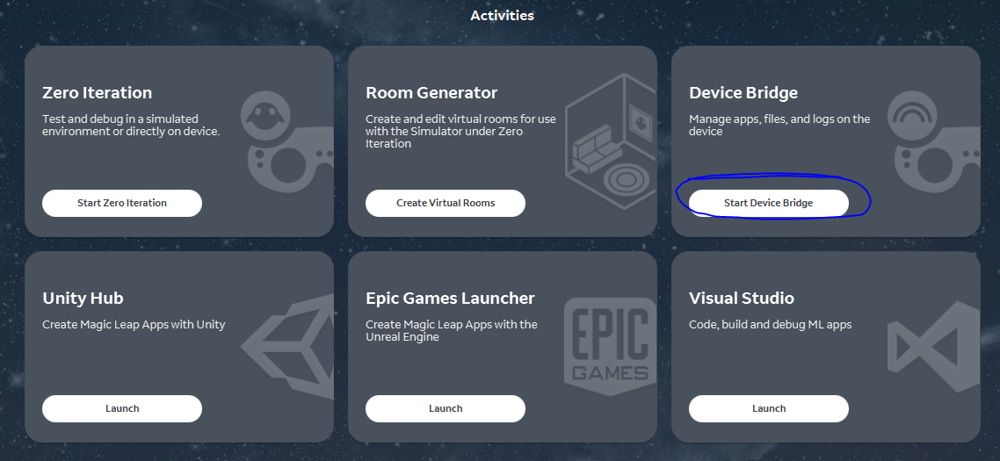 Activities
Zero Iteration
Test and debug in a simulated
environment or directly on device.
Start Zero Iteration
Room Generator
Create and edit virtual rooms for use
with the Simulator under Zero
Iteration
Create Virtual Rooms
Device Bridge
Manage apps, files, and logs on the
device
Start Device Bridge
Unity Hub
Create Magic Leap Apps with Unity
Launch
Epic Games Launcher
Create Magic Leap Apps with the
Unreal Engine
EPIC
GAMES
Launch
Visual Studio
Code, build and debug ML apps
Launch